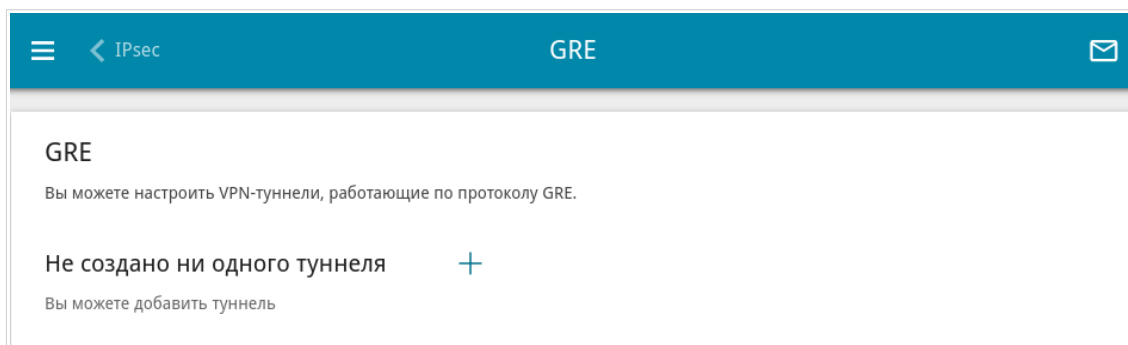 IPsec
GRE
GRE
Вы можете настроить VPN-туннели, работающие по протоколу GRE.
Не создано ни одного туннеля
Вы можете добавить туннель